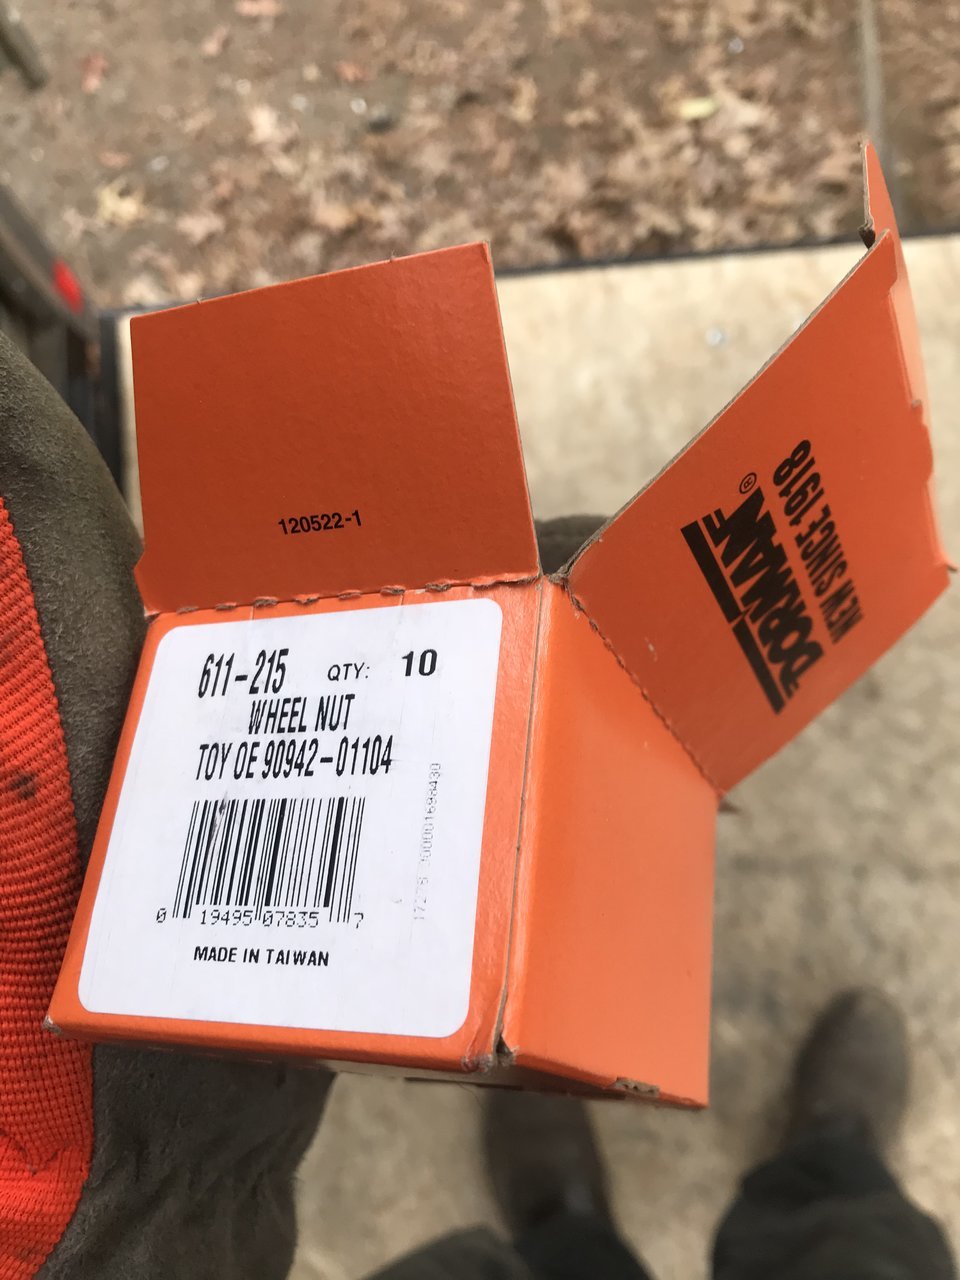 120522-1
611-215 QTY: 10
WHEEL NUT
TOY OE 90942-01104
0 19495 07835 7
MADE IN TAIWAN
DORMAN®
NEW SINCE 1918